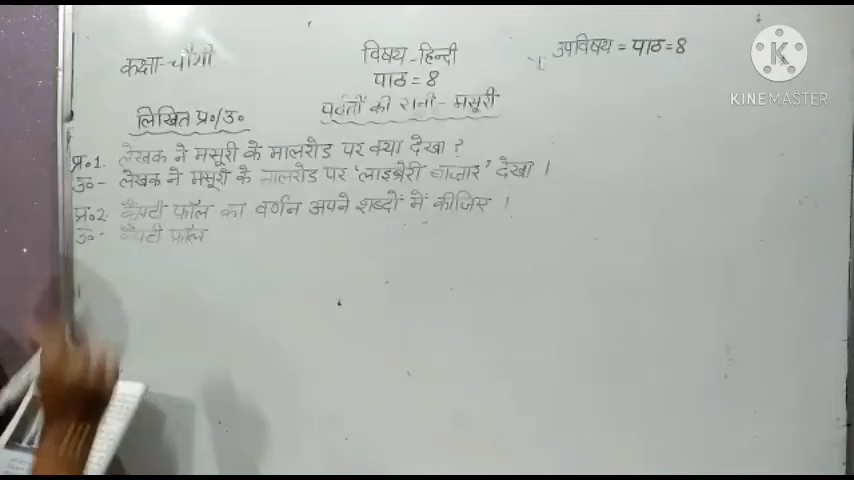 कक्षा-चौथी
विषय-हिन्दी
उपविषय = पाठ=8
पाठ=8
पर्वतों की रानी - मसूरी
लिखित प्र०/उ०
प्र०1. लेखक ने मसूरी के मालरोड पर क्या देखा ?
उ०- लेखक ने मसूरी के मालरोड पर 'लाइब्रेरी बाजार' देखा ।
प्र०2. कैंपटी फ़ॉल का वर्णन अपने शब्दों में कीजिए ।
उ०- कैंपटी फ़ॉल
K
KINEMASTER